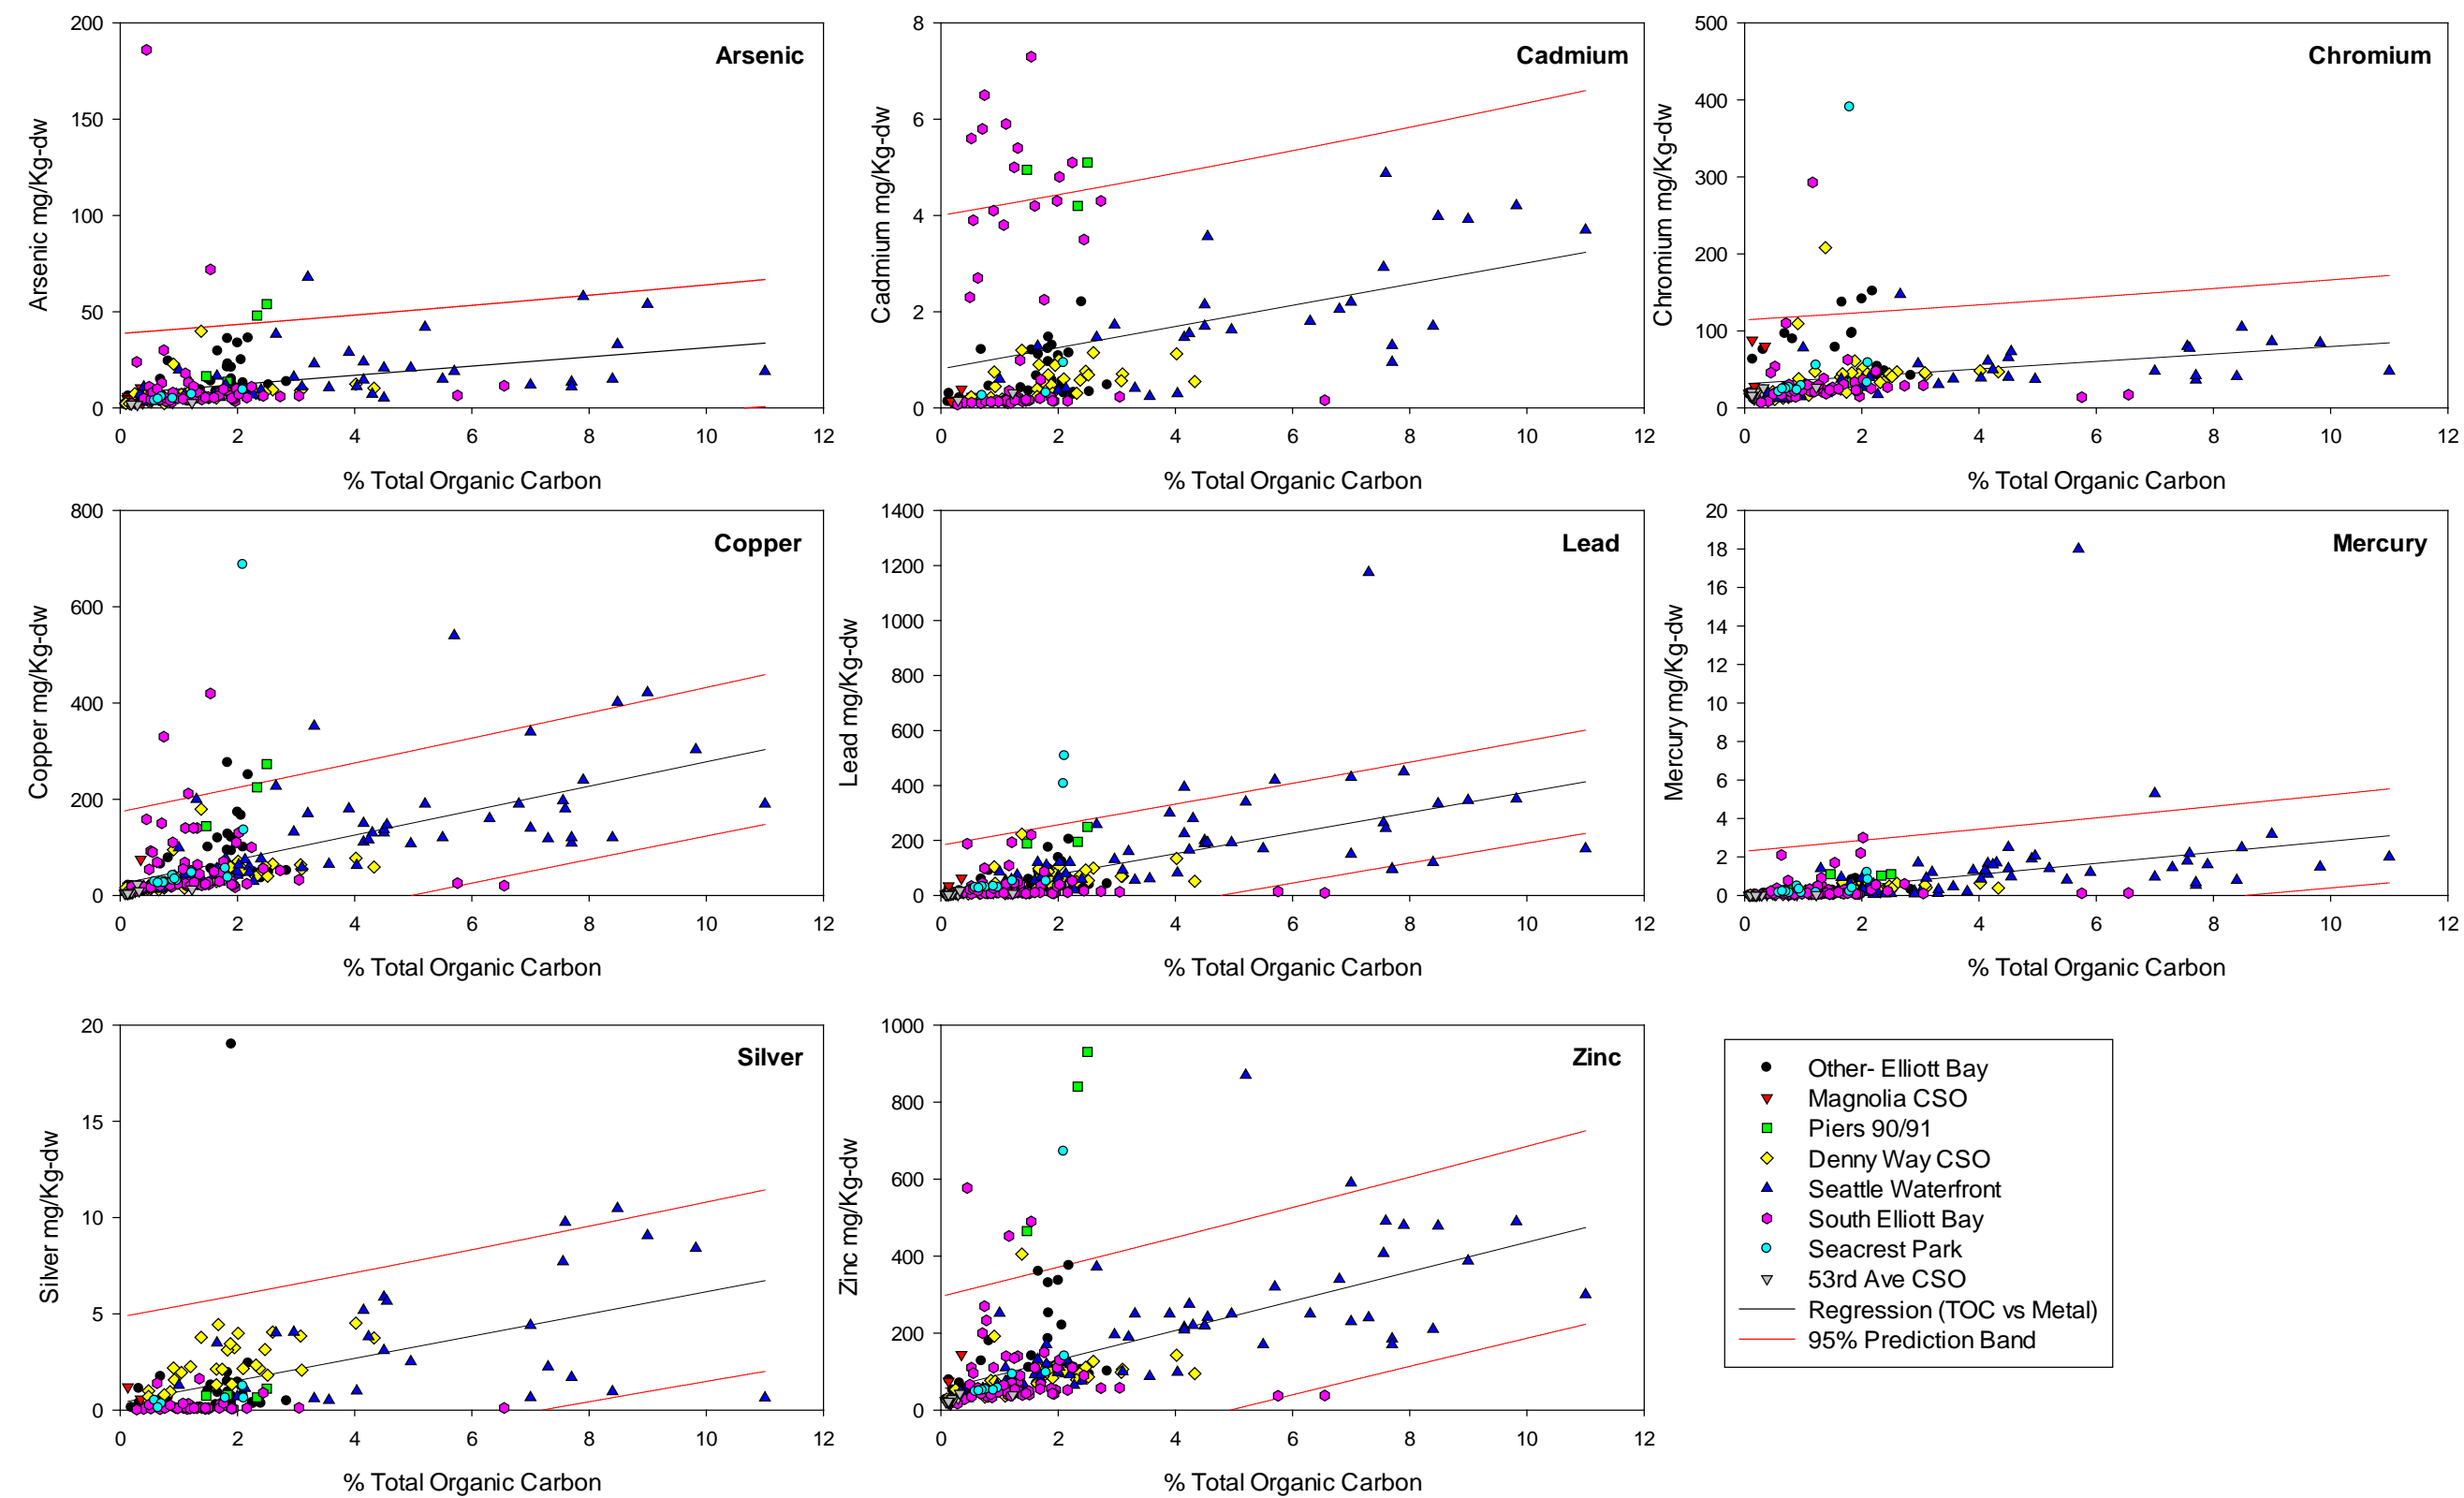 Arsenic
Arsenic mg/Kg-dw
200
150
100
50
0
0 2 4 6 8 10 12
% Total Organic Carbon
Cadmium
Cadmium mg/Kg-dw
8
6
4
2
0
0 2 4 6 8 10 12
% Total Organic Carbon
Chromium
Chromium mg/Kg-dw
500
400
300
200
100
0
0 2 4 6 8 10 12
% Total Organic Carbon
Copper
Copper mg/Kg-dw
800
600
400
200
0
0 2 4 6 8 10 12
% Total Organic Carbon
Lead
Lead mg/Kg-dw
1400
1200
1000
800
600
400
200
0
0 2 4 6 8 10 12
% Total Organic Carbon
Mercury
Mercury mg/Kg-dw
20
18
16
14
12
10
8
6
4
2
0
0 2 4 6 8 10 12
% Total Organic Carbon
Silver
Silver mg/Kg-dw
20
15
10
5
0
0 2 4 6 8 10 12
% Total Organic Carbon
Zinc
Zinc mg/Kg-dw
1000
800
600
400
200
0
0 2 4 6 8 10 12
% Total Organic Carbon
Other- Elliott Bay
Magnolia CSO
Piers 90/91
Denny Way CSO
Seattle Waterfront
South Elliott Bay
Seacrest Park
53rd Ave CSO
Regression (TOC vs Metal)
95% Prediction Band